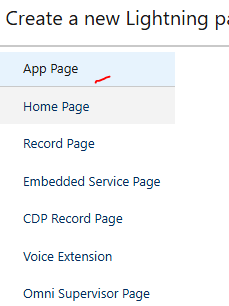 Create a new Lightning pa
App Page
Home Page
Record Page
Embedded Service Page
CDP Record Page
Voice Extension
Omni Supervisor Page